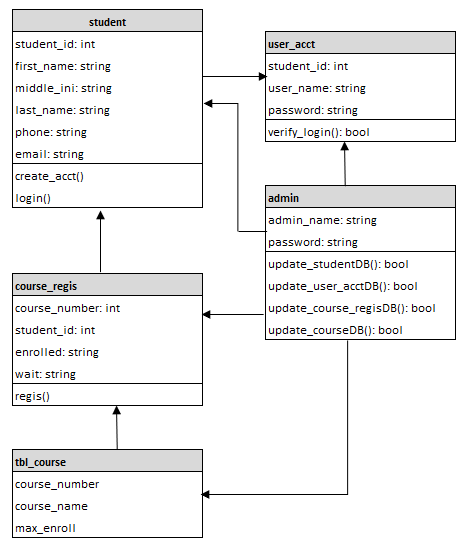 student
student_id: int
first_name: string
middle_ini: string
last_name: string
phone: string
email: string
create_acct()
login()
user_acct
student_id: int
user_name: string
password: string
verify_login(): bool
admin
admin_name: string
password: string
update_studentDB(): bool
update_user_acctDB(): bool
update_course_regisDB(): bool
update_courseDB(): bool
course_regis
course_number: int
student_id: int
enrolled: string
wait: string
regis()
tbl_course
course_number
course_name
max_enroll